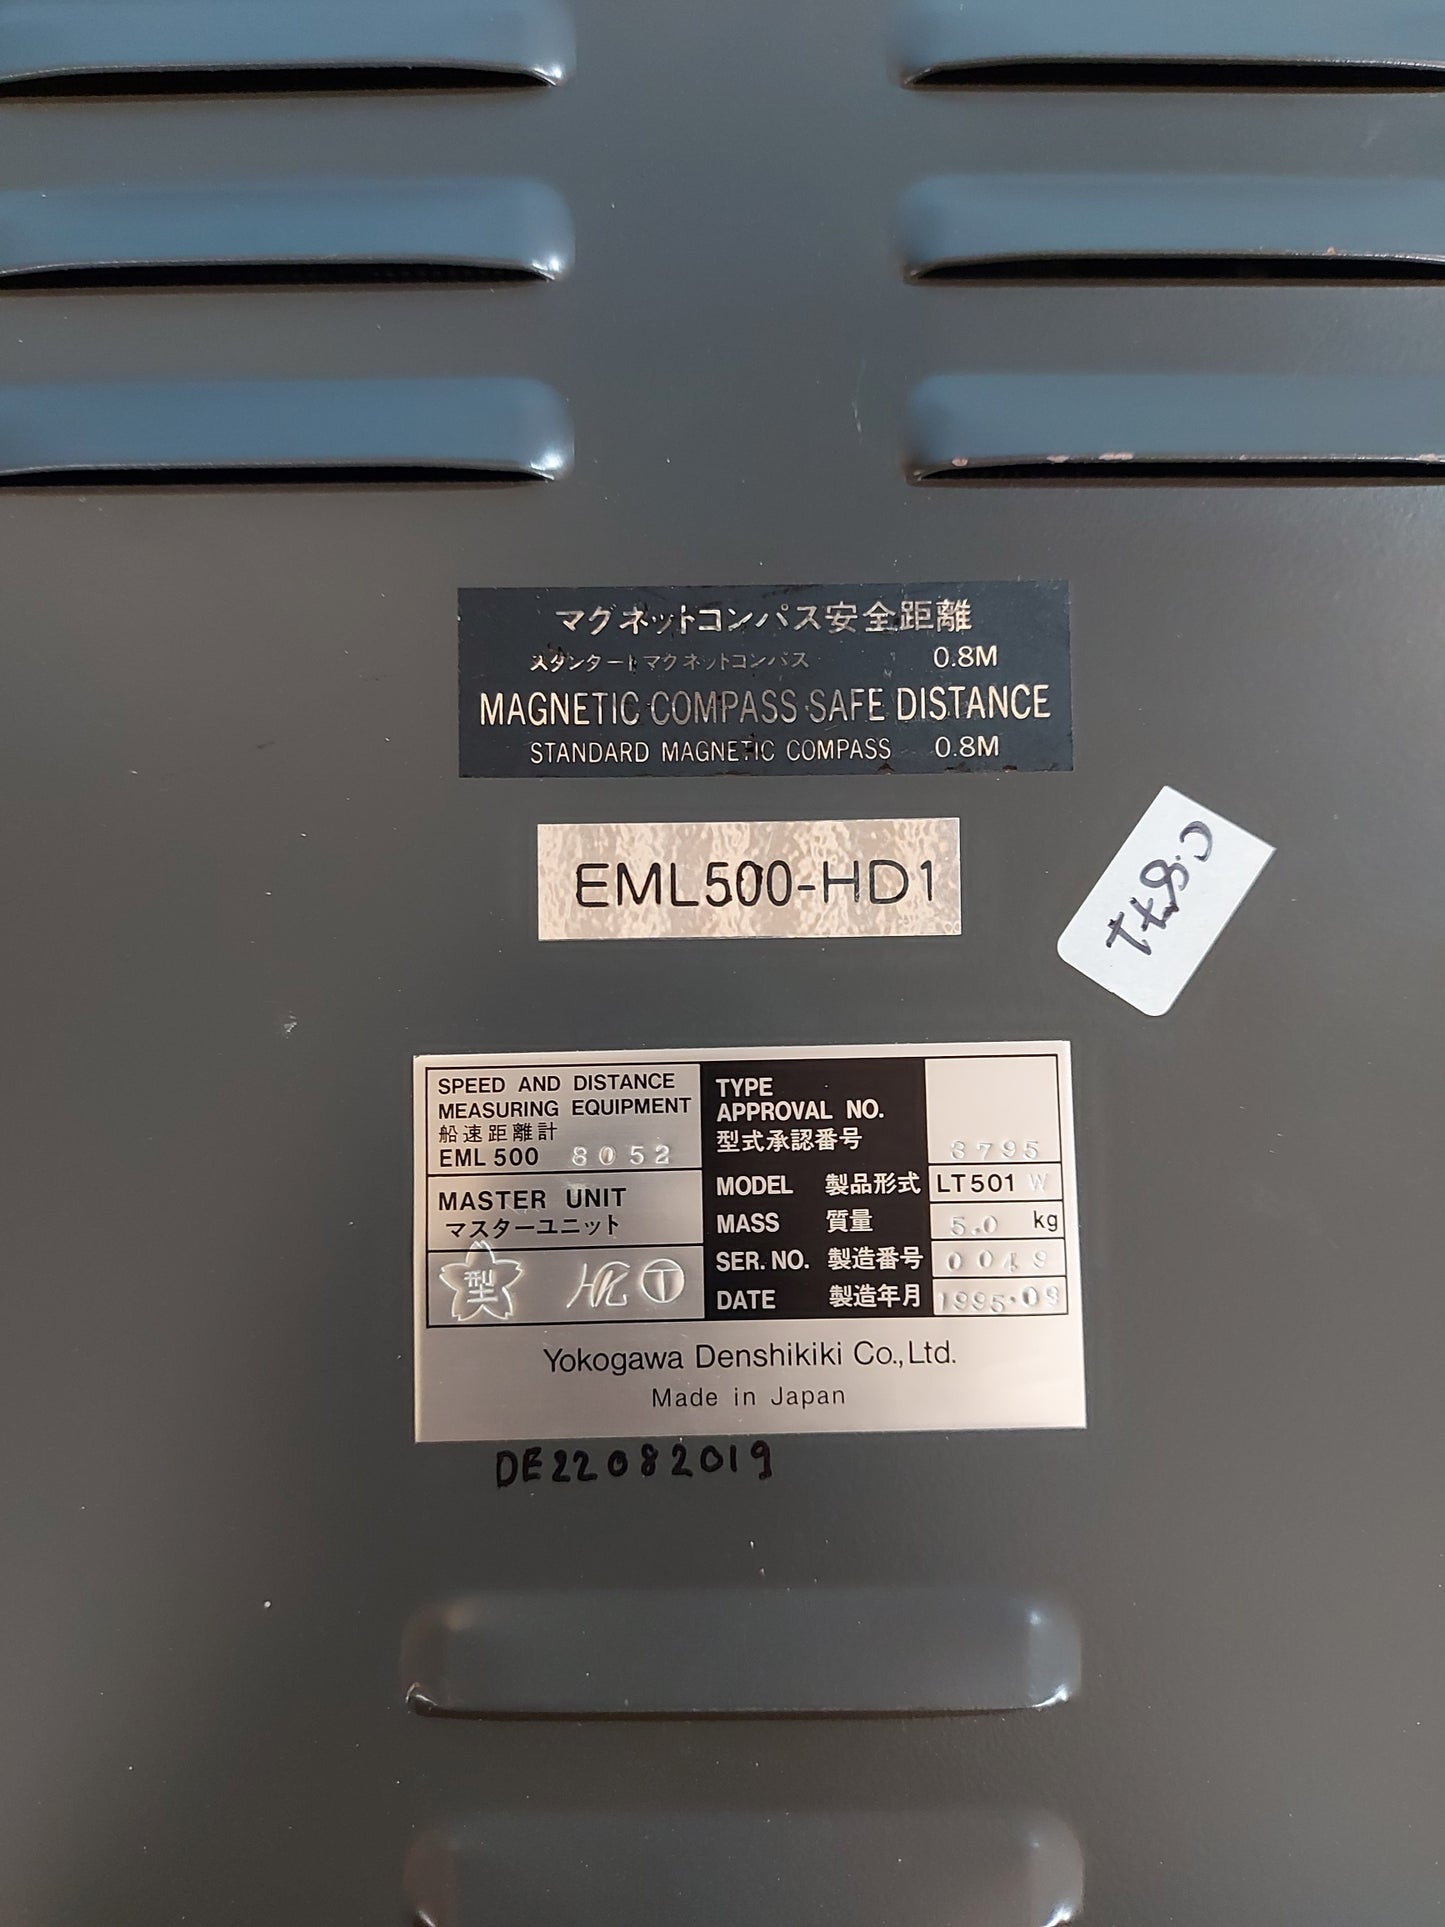 マグネットコンパス安全距離
スタンダートマグネットコンパス 0.8M
MAGNETIC COMPASS SAFE DISTANCE
STANDARD MAGNETIC COMPASS 0.8M
EML500-HD1
SPEED AND DISTANCE
MEASURING EQUIPMENT
船速距離計
EML 500 8052
MASTER UNIT
マスターユニット
型
HK T
TYPE
APPROVAL NO.
型式承認番号 3795
MODEL 製品形式 LT501 W
MASS 質量 5.0 kg
SER. NO. 製造番号
DATE 製造年月
Yokogawa Denshikiki Co., Ltd.
Made in Japan
DE22082019